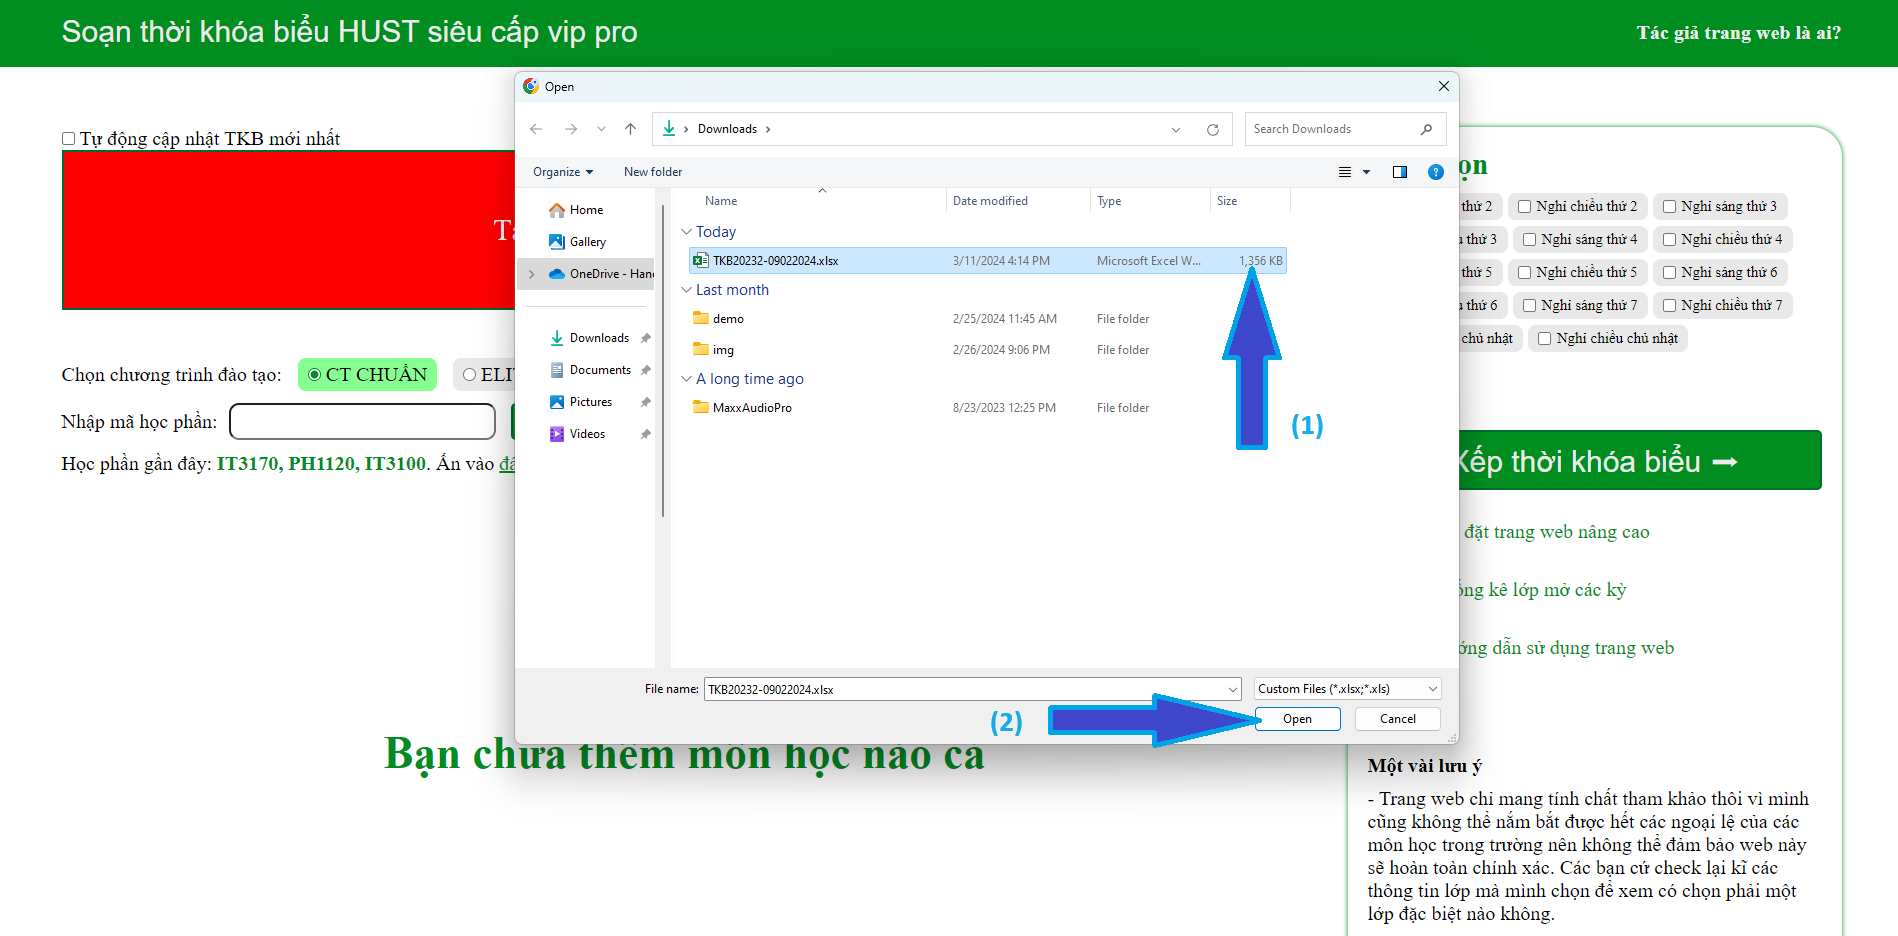 Soạn thời khóa biểu HUST siêu cấp vip pro
Tác giả trang web là ai?
Tự động cập nhật TKB mới nhất
Chọn chương trình đào tạo:
CT CHUẨN
Nhập mã học phần:
Học phần gần đây: IT3170, PH1120, IT3100. Ấn vào
Bạn chưa thêm môn học nào cả
Open
Downloads
Search Downloads
Organize
New folder
Home
Gallery
OneDrive -
Downloads
Documents
Pictures
Videos
Name
Date modified
Type
Size
Today
TKB20232-09022024.xlsx
3/11/2024 4:14 PM
Microsoft Excel W...
1,356 KB
Last month
demo
2/25/2024 11:45 AM
File folder
img
2/26/2024 9:06 PM
File folder
A long time ago
MaxxAudioPro
8/23/2023 12:25 PM
File folder
(1)
File name:
TKB20232-09022024.xlsx
Custom Files (*.xlsx;*.xls)
(2)
Open
Cancel
thứ 2
Nghỉ chiều thứ 2
Nghỉ sáng thứ 3
thứ 3
Nghỉ sáng thứ 4
Nghỉ chiều thứ 4
thứ 5
Nghỉ chiều thứ 5
Nghỉ sáng thứ 6
thứ 6
Nghỉ sáng thứ 7
Nghỉ chiều thứ 7
chủ nhật
Nghỉ chiều chủ nhật
Xếp thời khóa biểu
đặt trang web nâng cao
kê lớp mở các kỳ
dẫn sử dụng trang web
Một vài lưu ý
- Trang web chỉ mang tính chất tham khảo thôi vì mình
cũng không thể nắm bắt được hết các ngoại lệ của các
môn học trong trường nên không thể đảm bảo web này
sẽ hoàn toàn chính xác. Các bạn cứ check lại kĩ các
thông tin lớp mà mình chọn để xem có chọn phải một
lớp đặc biệt nào không.